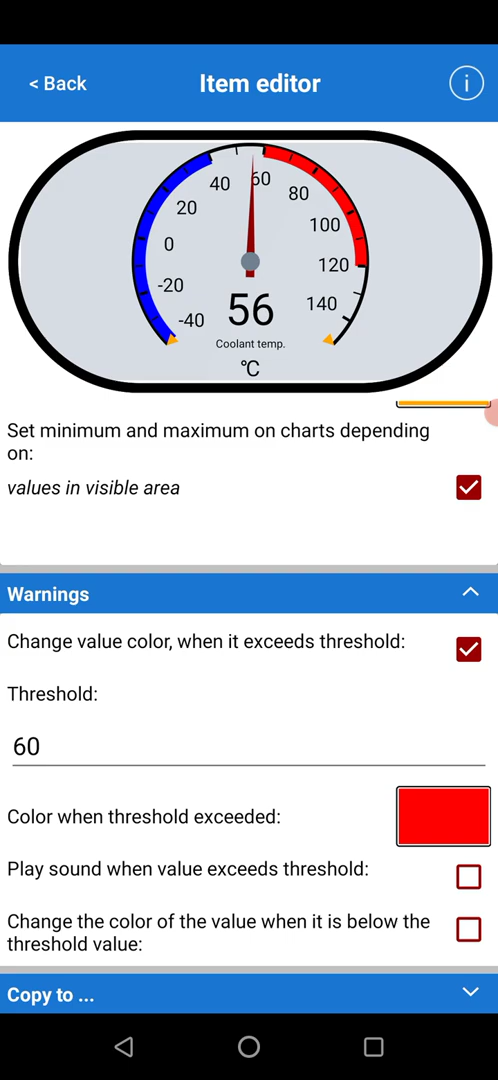 < Back
Item editor
i
40
60
20
80
0
100
-20
120
-40
140
56
Coolant temp.
°C
Set minimum and maximum on charts depending
on:
values in visible area
Warnings
Change value color, when it exceeds threshold:
Threshold:
60
Color when threshold exceeded:
Play sound when value exceeds threshold:
Change the color of the value when it is below the
threshold value:
Copy to ...